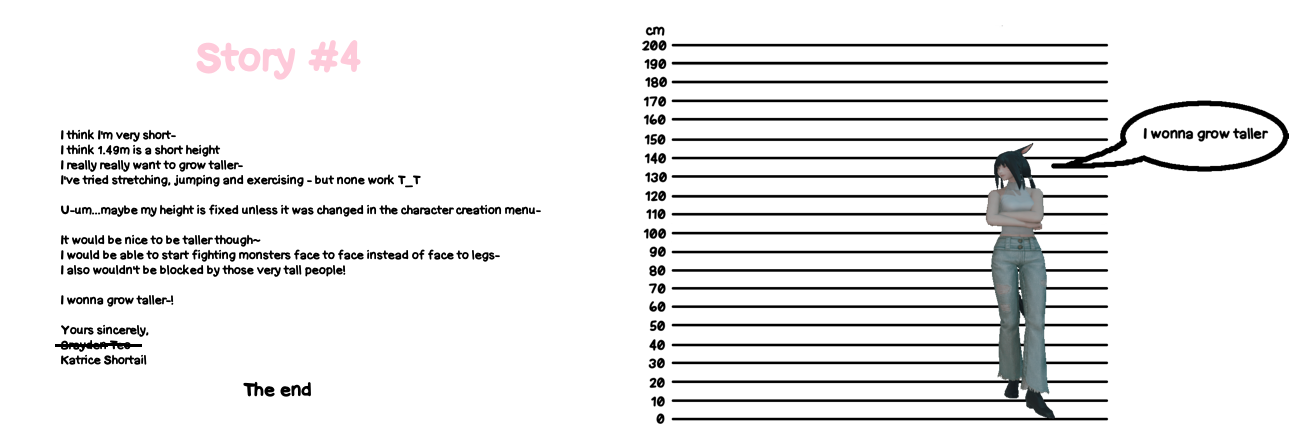 Story #4
I think I'm very short-
I think 1.49m is a short height
I really really want to grow taller-
I've tried stretching, jumping and exercising - but none work T_T
U-um...maybe my height is fixed unless it was changed in the character creation menu-
It would be nice to be taller though~
I would be able to start fighting monsters face to face instead of face to legs-
I also wouldn't be blocked by those very tall people!
I wonna grow taller-!
Yours sincerely,
Katrice Shortail
The end
cm
200
190
180
170
160
150
140
130
120
110
100
90
80
70
60
50
40
30
20
10
0
I wonna grow taller